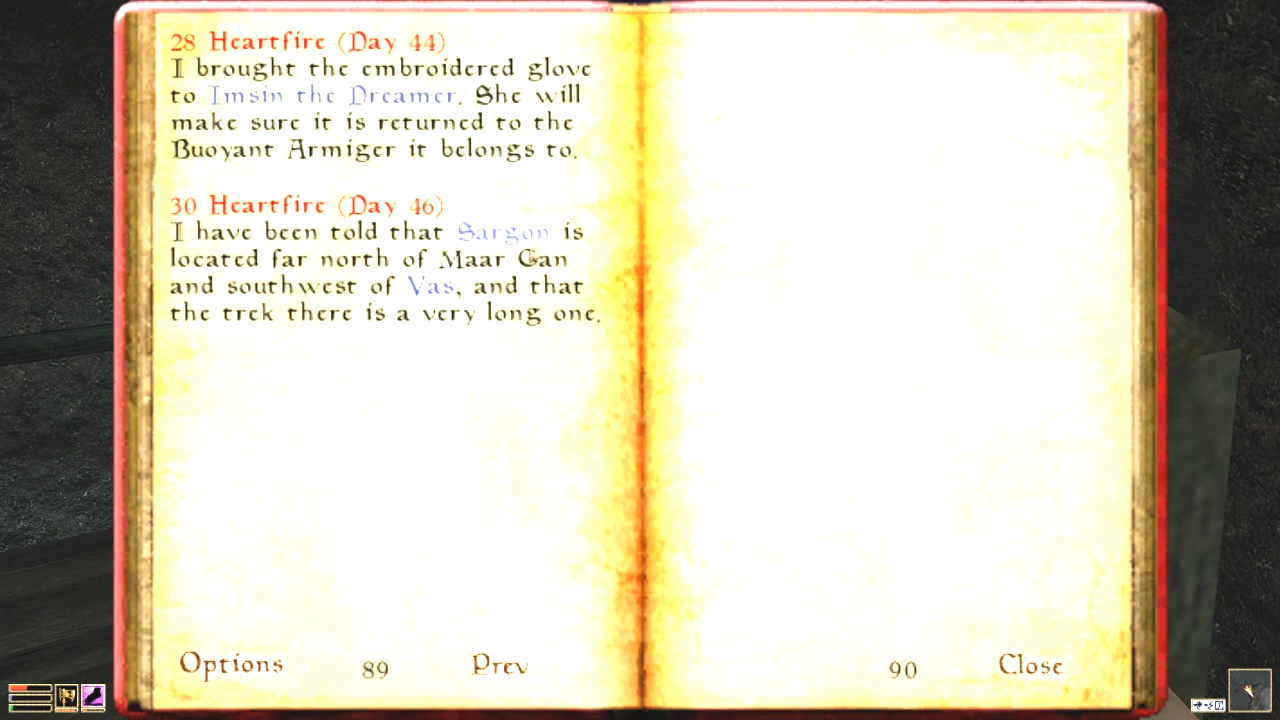 28 Heartfire (Day 44)
I brought the embroidered glove
to Imsin the Dreamer. She will
make sure it is returned to the
Buoyant Armiger it belongs to.
30 Heartfire (Day 46)
I have been told that Sargon is
located far north of Maar Gan
and southwest of Vas, and that
the trek there is a very long one.
Options
89
Prev
90
Close